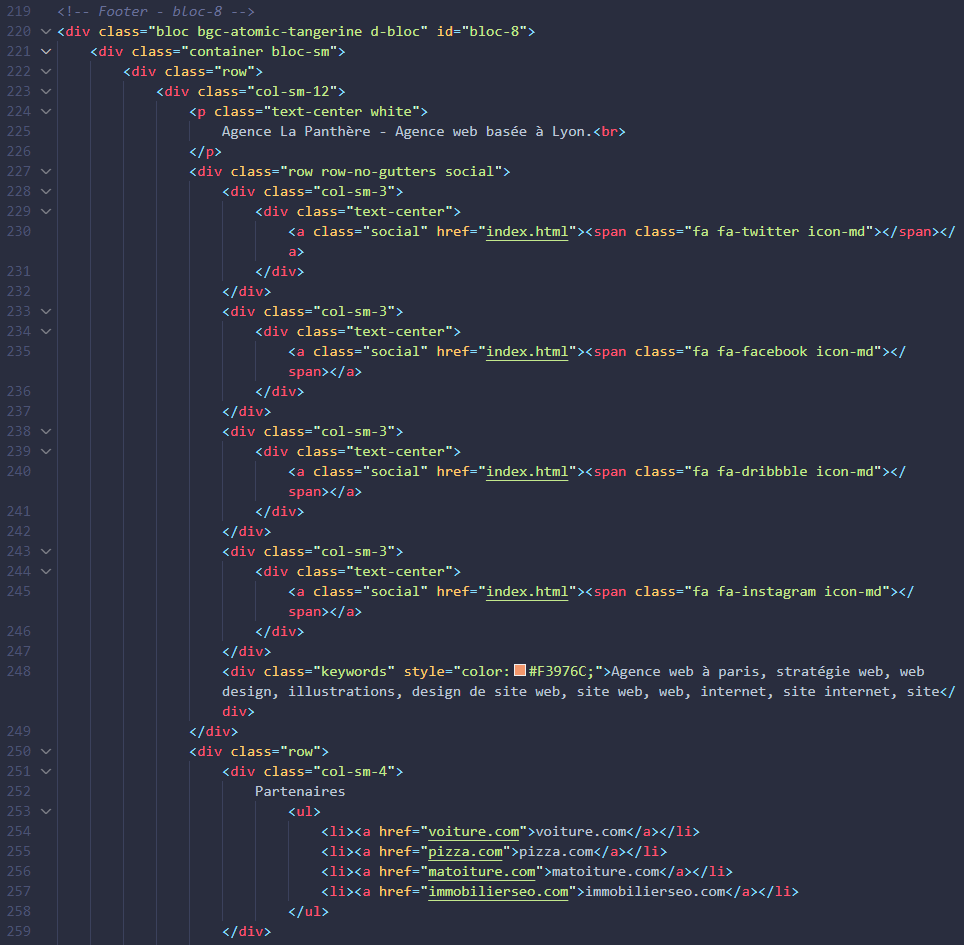 219 <!-- Footer - bloc-8 -->
220 <div class="bloc bgc-atomic-tangerine d-bloc" id="bloc-8">
221 <div class="container bloc-sm">
222 <div class="row">
223 <div class="col-sm-12">
224 <p class="text-center white">
225 Agence La Panthère - Agence web basée à Lyon.<br>
226 </p>
227 <div class="row row-no-gutters social">
228 <div class="col-sm-3">
229 <div class="text-center">
230 <a class="social" href="index.html"><span class="fa fa-twitter icon-md"></span></
a>
231 </div>
232 </div>
233 <div class="col-sm-3">
234 <div class="text-center">
235 <a class="social" href="index.html"><span class="fa fa-facebook icon-md"></
span></a>
236 </div>
237 </div>
238 <div class="col-sm-3">
239 <div class="text-center">
240 <a class="social" href="index.html"><span class="fa fa-dribbble icon-md"></
span></a>
241 </div>
242 </div>
243 <div class="col-sm-3">
244 <div class="text-center">
245 <a class="social" href="index.html"><span class="fa fa-instagram icon-md"></
span></a>
246 </div>
247 </div>
248 <div class="keywords" style="color:#F3976C;">Agence web à paris, stratégie web, web
design, illustrations, design de site web, site web, web, internet, site internet, site</
div>
249 </div>
250 <div class="row">
251 <div class="col-sm-4">
252 Partenaires
253 <ul>
254 <li><a href="voiture.com">voiture.com</a></li>
255 <li><a href="pizza.com">pizza.com</a></li>
256 <li><a href="matoiture.com">matoiture.com</a></li>
257 <li><a href="immobilierseo.com">immobilierseo.com</a></li>
258 </ul>
259 </div>